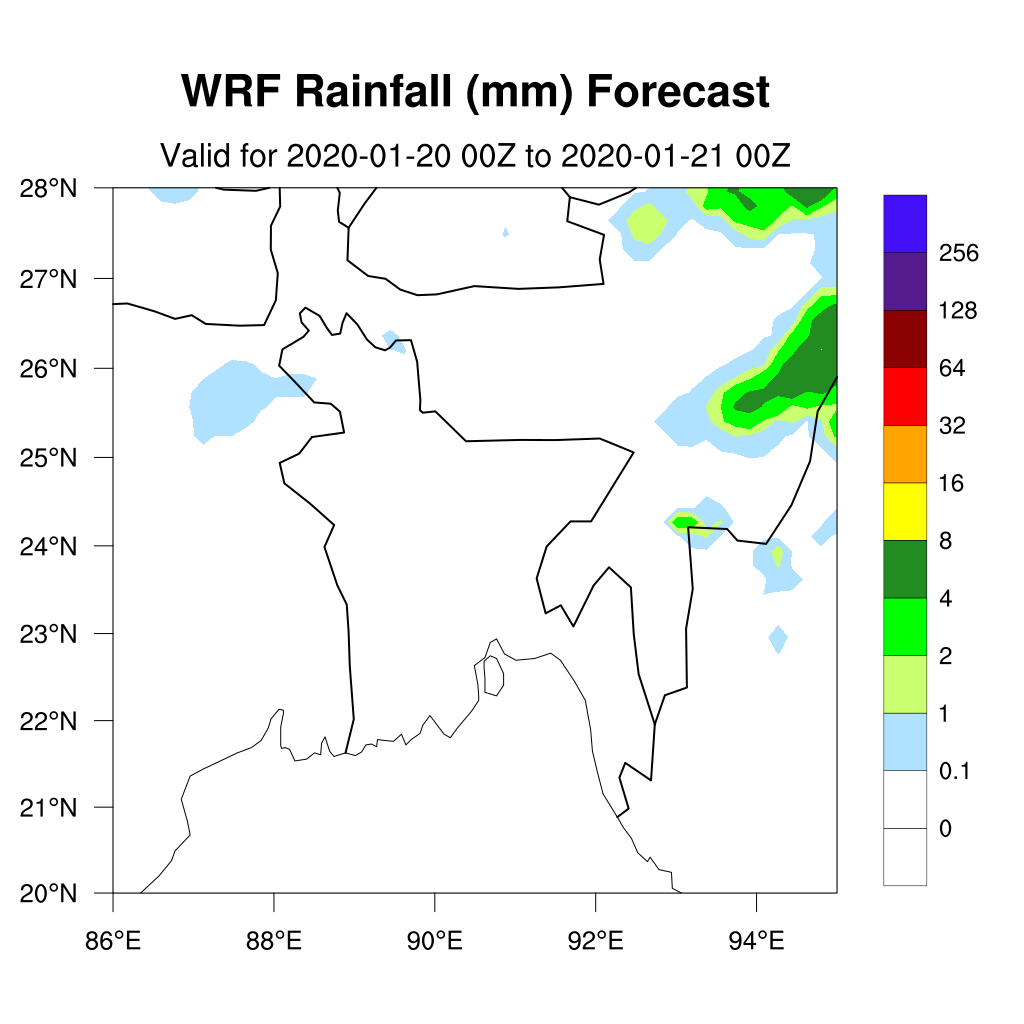 WRF Rainfall (mm) Forecast
Valid for 2020-01-20 00Z to 2020-01-21 00Z
28°N
27°N
26°N
25°N
24°N
23°N
22°N
21°N
20°N
86°E
88°E
90°E
92°E
94°E
256
128
64
32
16
8
4
2
1
0.1
0